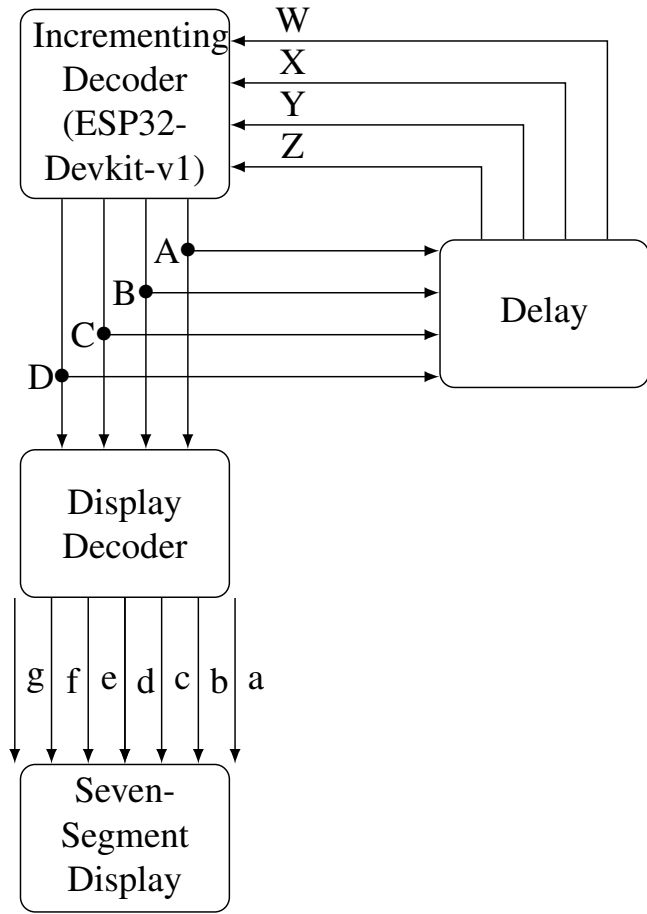 Incrementing
Decoder
(ESP32-
Devkit-v1)
W
X
Y
Z
A
B
C
D
Delay
Display
Decoder
g f e d c b a
Seven-
Segment
Display